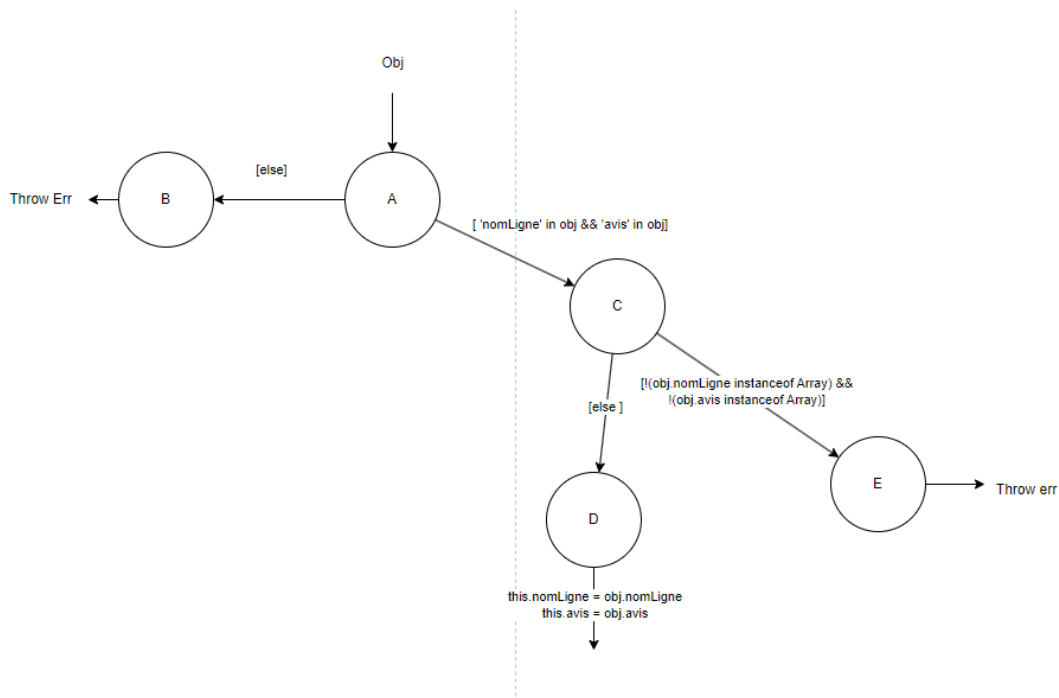 Obj
[else]
Throw Err
B
A
[ 'nomLigne' in obj && 'avis' in obj]
C
[!(obj.nomLigne instanceof Array) &&
!(obj.avis instanceof Array)]
[else ]
E
Throw err
D
this.nomLigne = obj.nomLigne
this.avis = obj.avis